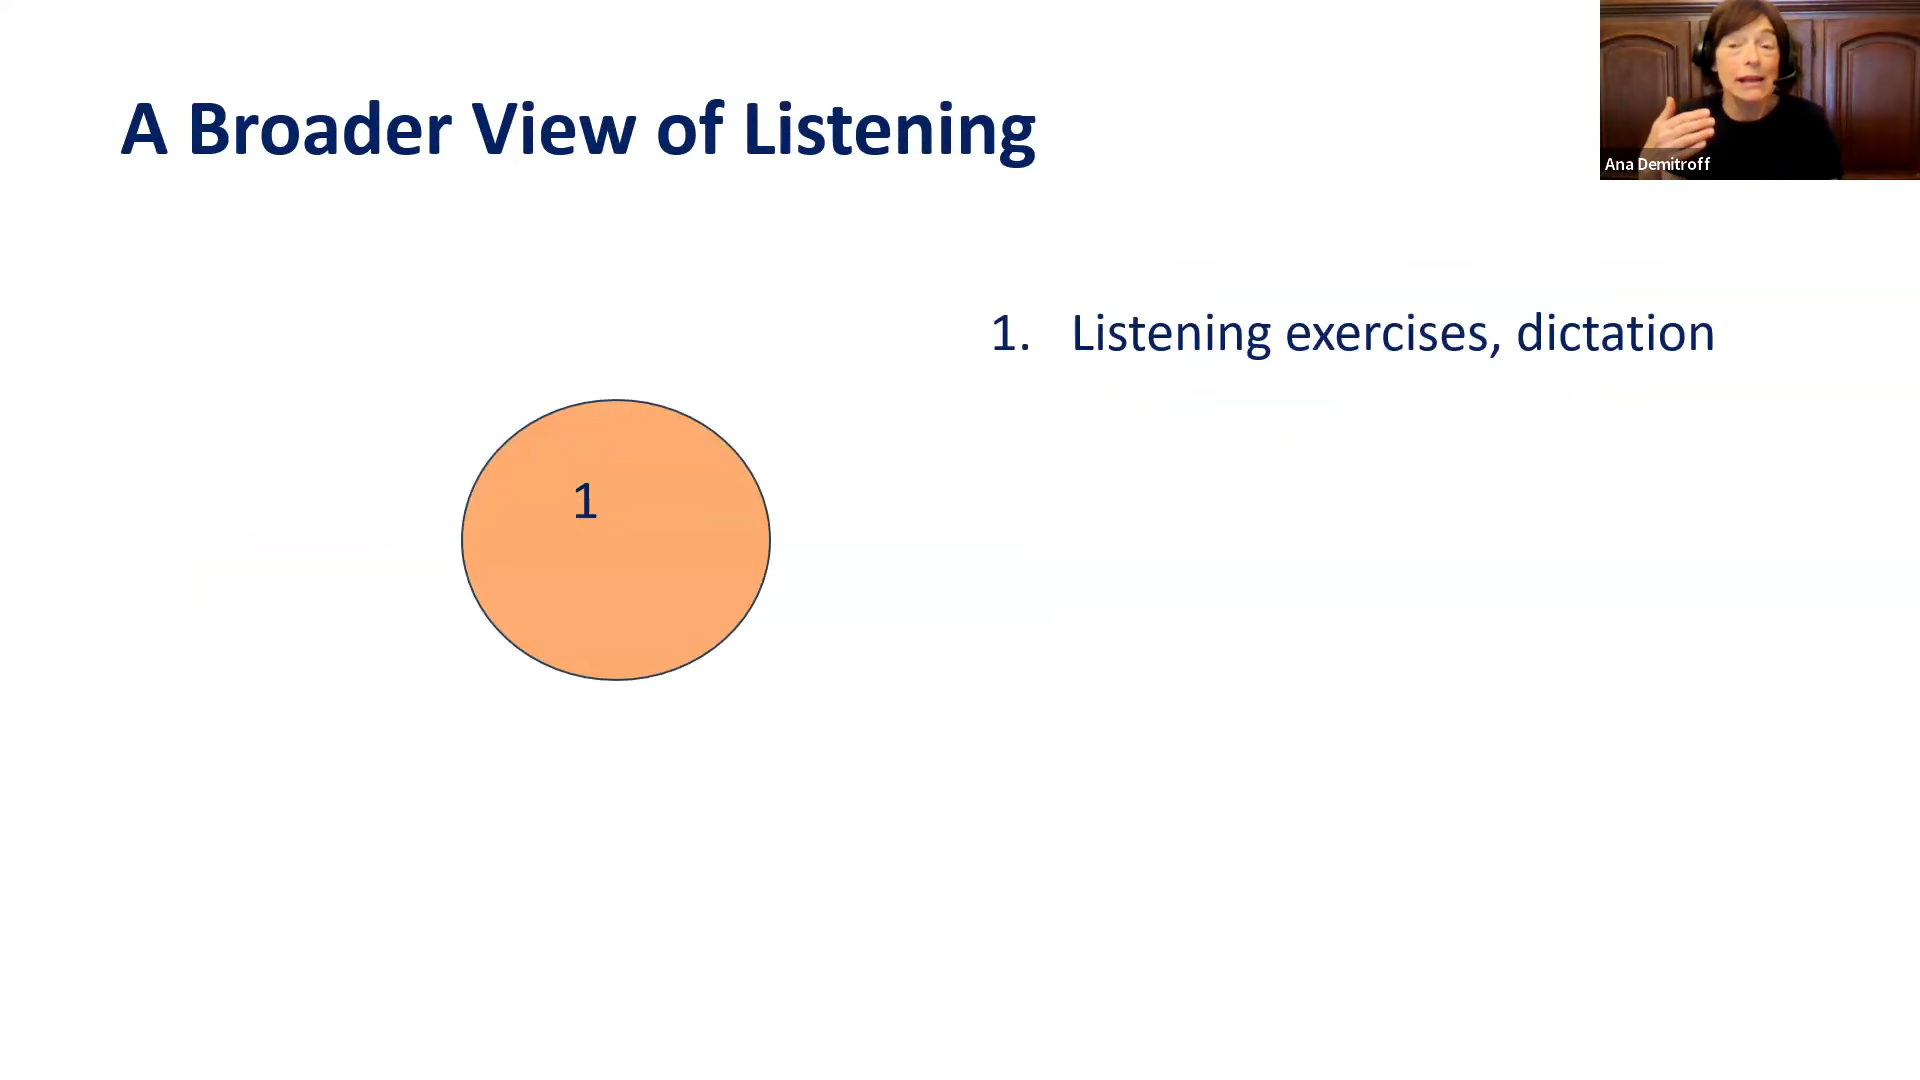 A Broader View of Listening
Ana Demitroff
1. Listening exercises, dictation
1